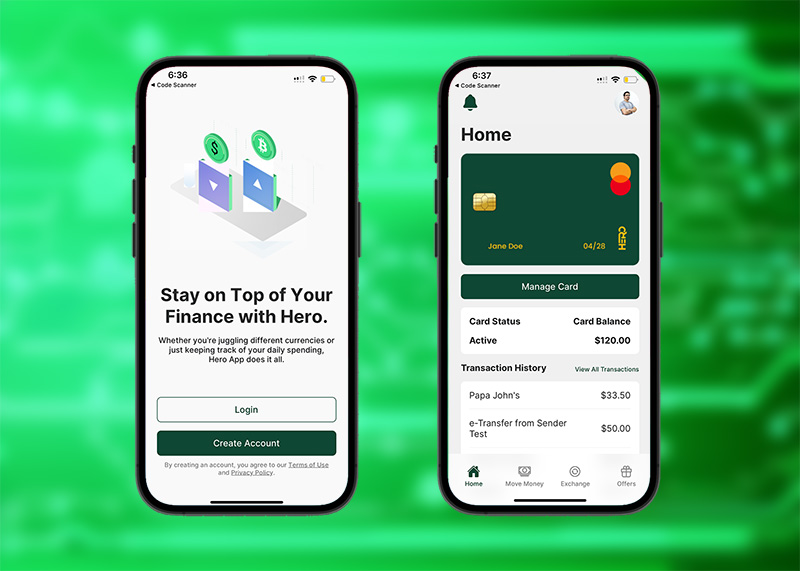 6:36
◀ Code Scanner
$
Stay on Top of Your
Finance with Hero.
Whether you're juggling different currencies or
just keeping track of your daily spending,
Hero App does it all.
Login
Create Account
By creating an account, you agree to our Terms of Use
and Privacy Policy.
6:37
◀ Code Scanner
Home
Jane Doe
04/28
HERO
Manage Card
Card Status
Card Balance
Active
$120.00
Transaction History
View All Transactions
Papa John's
$33.50
e-Transfer from Sender
Test
$50.00
Home
Move Money
Exchange
Offers